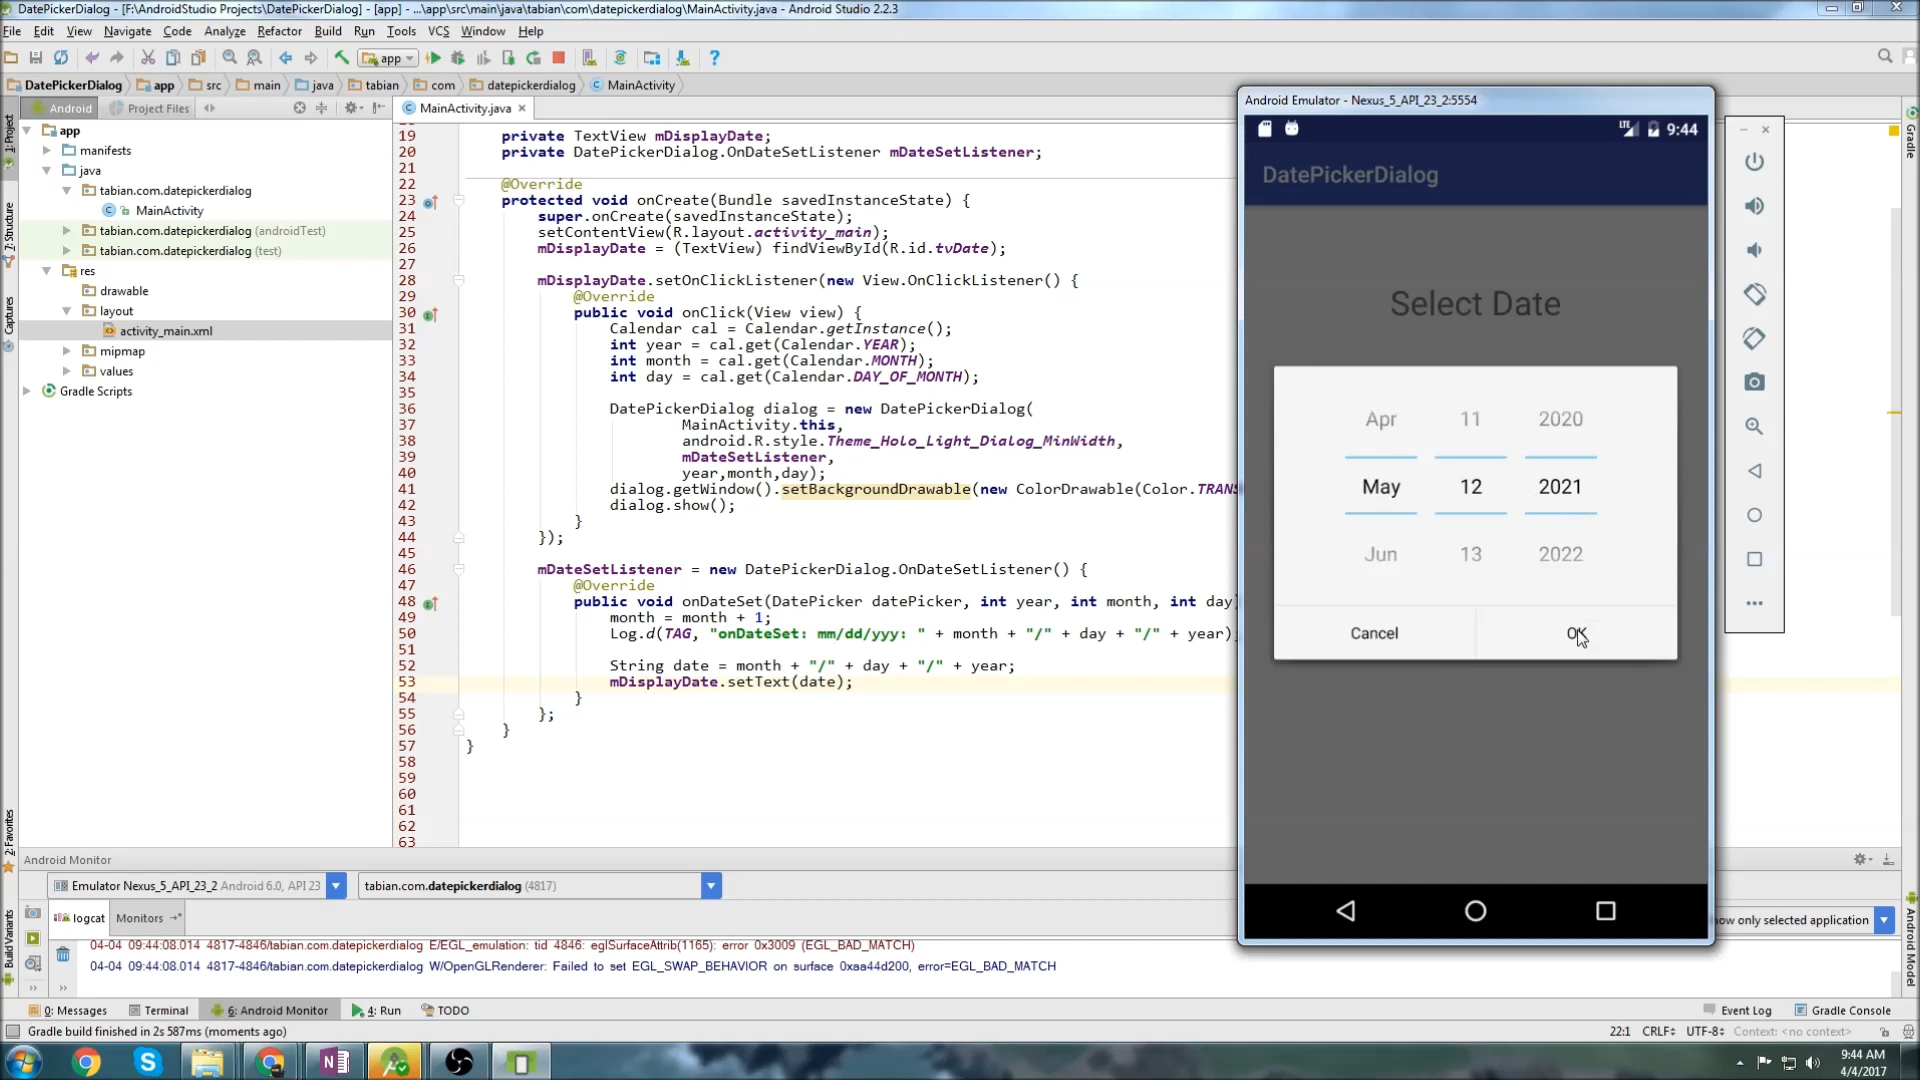 DatePickerDialog - [F:\AndroidStudio Projects\DatePickerDialog] - [app] - ...\app\src\main\java\tabian\com\datepickerdialog\MainActivity.java - Android Studio 2.2.3
File Edit View Navigate Code Analyze Refactor Build Run Tools VCS Window Help
app
DatePickerDialog app src main java tabian com datepickerdialog MainActivity
Android Project Files
MainActivity.java
1: Project
7: Structure
Captures
2: Favorites
Build Variants
app
manifests
java
tabian.com.datepickerdialog
MainActivity
tabian.com.datepickerdialog (androidTest)
tabian.com.datepickerdialog (test)
res
drawable
layout
activity_main.xml
mipmap
values
Gradle Scripts
19 private TextView mDisplayDate;
20 private DatePickerDialog.OnDateSetListener mDateSetListener;
21
22 @Override
23 protected void onCreate(Bundle savedInstanceState) {
24 super.onCreate(savedInstanceState);
25 setContentView(R.layout.activity_main);
26 mDisplayDate = (TextView) findViewById(R.id.tvDate);
27
28 mDisplayDate.setOnClickListener(new View.OnClickListener() {
29 @Override
30 public void onClick(View view) {
31 Calendar cal = Calendar.getInstance();
32 int year = cal.get(Calendar.YEAR);
33 int month = cal.get(Calendar.MONTH);
34 int day = cal.get(Calendar.DAY_OF_MONTH);
35
36 DatePickerDialog dialog = new DatePickerDialog(
37 MainActivity.this,
38 android.R.style.Theme_Holo_Light_Dialog_MinWidth,
39 mDateSetListener,
40 year,month,day);
41 dialog.getWindow().setBackgroundDrawable(new ColorDrawable(Color.TRANS
42 dialog.show();
43 }
44 });
45
46 mDateSetListener = new DatePickerDialog.OnDateSetListener() {
47 @Override
48 public void onDateSet(DatePicker datePicker, int year, int month, int day)
49 month = month + 1;
50 Log.d(TAG, "onDateSet: mm/dd/yyy: " + month + "/" + day + "/" + year);
51
52 String date = month + "/" + day + "/" + year;
53 mDisplayDate.setText(date);
54 }
55 };
56 }
57 }
58
59
60
61
62
63
Android Emulator - Nexus_5_API_23_2:5554
LTE 9:44
DatePickerDialog
Select Date
Apr 11 2020
May 12 2021
Jun 13 2022
Cancel OK
Gradle
Android Model
Android Monitor
Emulator Nexus_5_API_23_2 Android 6.0, API 23
tabian.com.datepickerdialog (4817)
logcat Monitors
how only selected application
04-04 09:44:08.014 4817-4846/tabian.com.datepickerdialog E/EGL_emulation: tid 4846: eglSurfaceAttrib(1165): error 0x3009 (EGL_BAD_MATCH)
04-04 09:44:08.014 4817-4846/tabian.com.datepickerdialog W/OpenGLRenderer: Failed to set EGL_SWAP_BEHAVIOR on surface 0xaa44d200, error=EGL_BAD_MATCH
0: Messages Terminal 6: Android Monitor 4: Run TODO Event Log Gradle Console
Gradle build finished in 2s 587ms (moments ago) 22:1 CRLF UTF-8 Context: <no context>
9:44 AM
4/4/2017